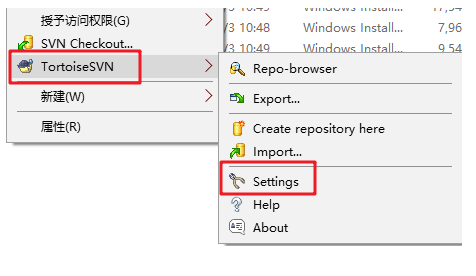 授予访问权限(G)
/3 10:48 Windows Install... 17,54
SVN Checkout...
/3 10:48 Windows Install... 7,96
/3 10:49 Windows Install... 9,54
TortoiseSVN
Repo-browser
新建(W)
Export...
属性(R)
Create repository here
Import...
Settings
Help
About